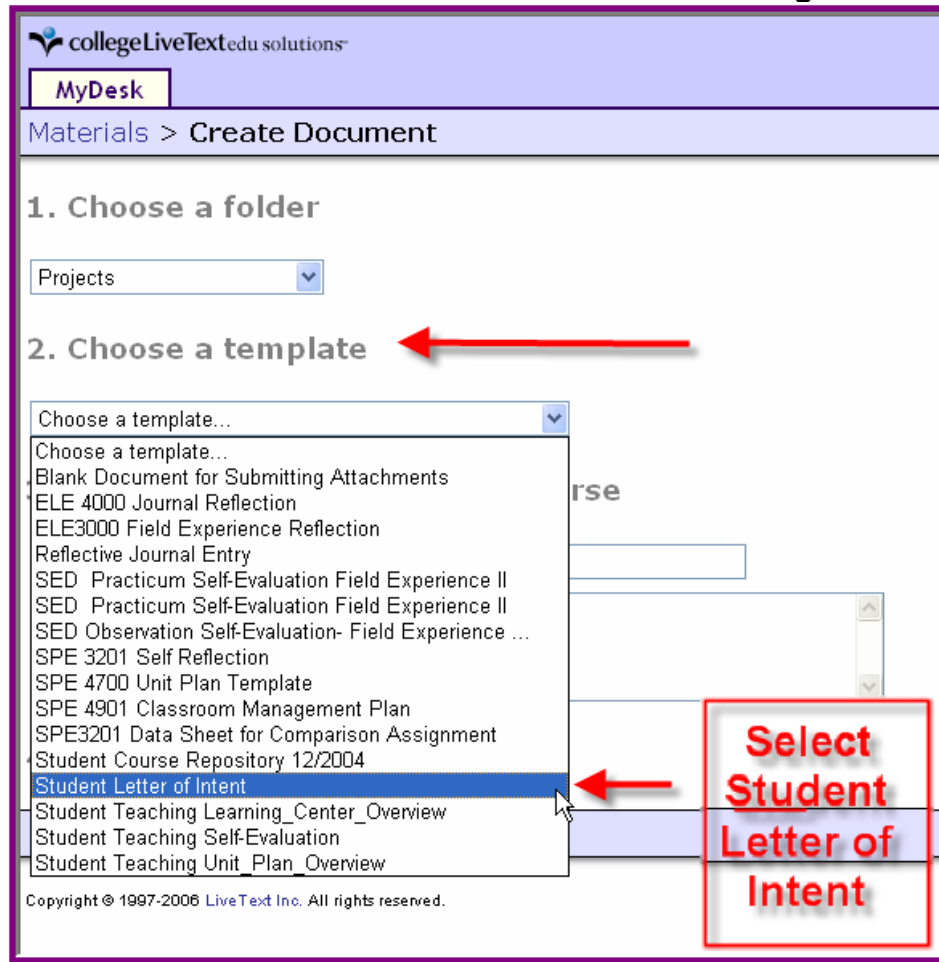 collegeLiveText edu solutions
MyDesk
Materials > Create Document
1. Choose a folder
Projects
2. Choose a template
Choose a template...
Choose a template...
Blank Document for Submitting Attachments
ELE 4000 Journal Reflection
rse
ELE3000 Field Experience Reflection
Reflective Journal Entry
SED  Practicum Self-Evaluation Field Experience II
SED  Practicum Self-Evaluation Field Experience II
SED Observation Self-Evaluation- Field Experience ...
SPE 3201 Self Reflection
SPE 4700 Unit Plan Template
SPE 4901 Classroom Management Plan
SPE3201 Data Sheet for Comparison Assignment
Student Course Repository 12/2004
Student Letter of Intent
Student Teaching Learning_Center_Overview
Student Teaching Self-Evaluation
Student Teaching Unit_Plan_Overview
Select
Student
Letter of
Intent
Copyright © 1997-2006 LiveText Inc. All rights reserved.